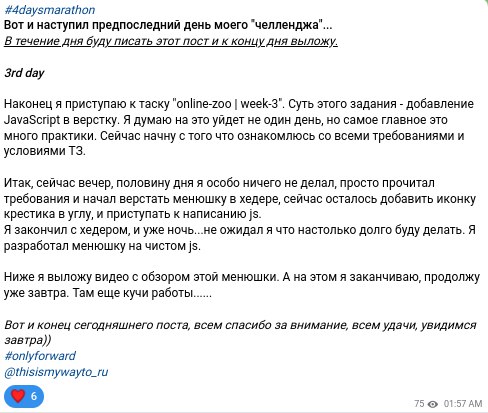 #4daysmarathon
Вот и наступил предпоследний день моего "челленджа"...
В течение дня буду писать этот пост и к концу дня выложу.
3rd day
Наконец я приступаю к таску "online-zoo | week-3". Суть этого задания - добавление
JavaScript в верстку. Я думаю на это уйдет не один день, но самое главное это
много практики. Сейчас начну с того что ознакомлюсь со всеми требованиями и
условиями ТЗ.
Итак, сейчас вечер, половину дня я особо ничего не делал, просто прочитал
требования и начал верстать менюшку в хедере, сейчас осталось добавить иконку
крестика в углу, и приступать к написанию js.
Я закончил с хедером, и уже ночь...не ожидал я что настолько долго буду делать. Я
разработал менюшку на чистом js.
Ниже я выложу видео с обзором этой менюшки. А на этом я заканчиваю, продолжу
уже завтра. Там еще кучи работы......
Вот и конец сегодняшнего поста, всем спасибо за внимание, всем удачи, увидимся
завтра))
#onlyforward
@thisismywayto_ru
6
75 01:57 AM